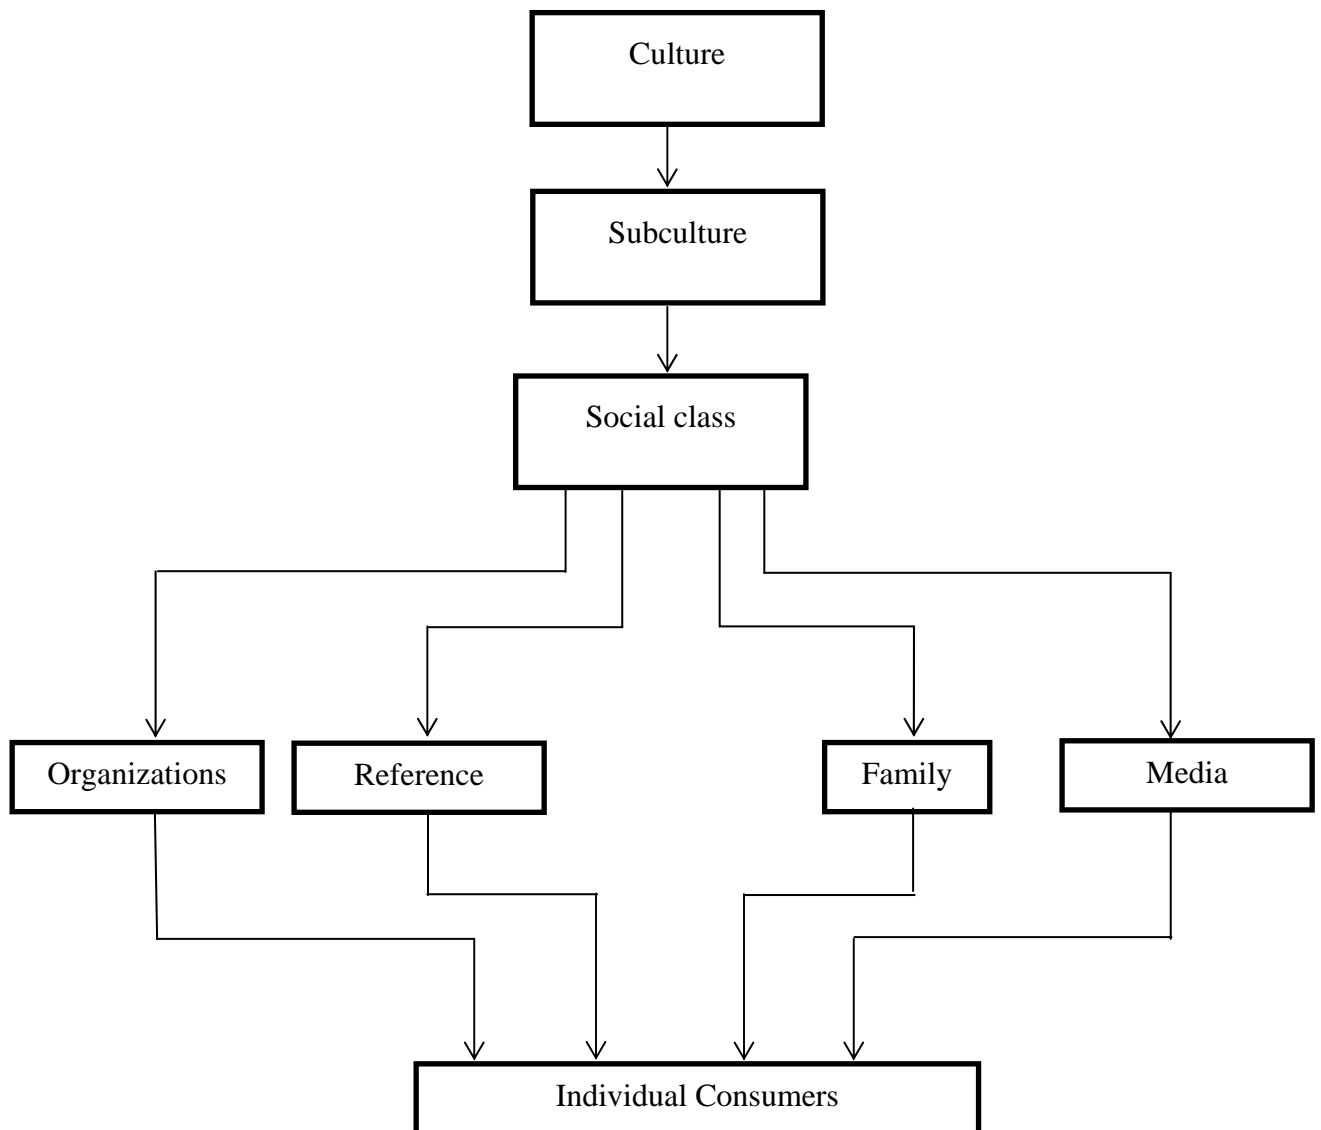 Culture
Subculture
Social class
Organizations
Reference
Family
Media
Individual Consumers